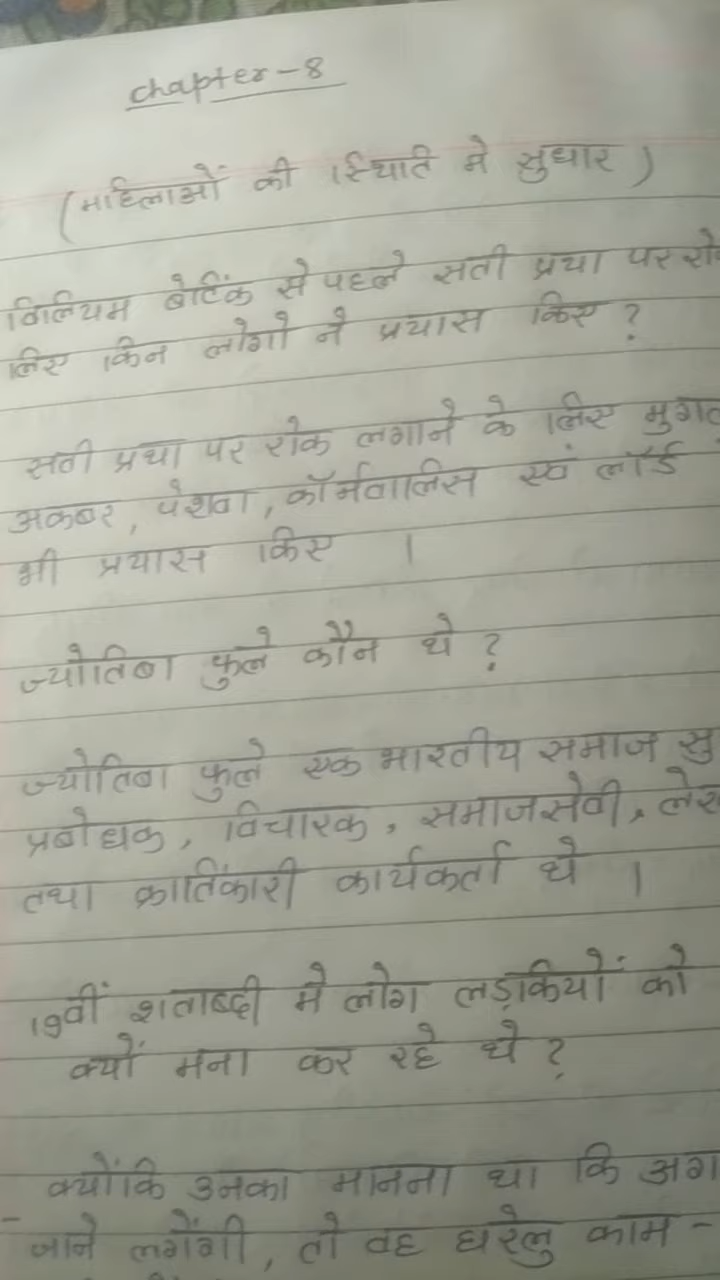 chapter-8
(महिलाओं की स्थिति मे सुधार)
विलियम बेटिंक से पहले सती प्रथा पर
लिए किन लोगो ने प्रयास किए ?
सती प्रथा पर रोक लगाने के लिए
अकबर, पेशवा, कॉर्नवालिस एवं लॉर्ड
भी प्रयास किए ।
ज्योतिबा फुले कौन थे ?
ज्योतिबा फुले एक भारतीय समाज
प्रबोधक, विचारक, समाजसेवी,
तथा क्रातिंकारी कार्यकर्ता थे ।
19वीं शताब्दी मे लोग लड़कियों को
क्यों मना कर रहे थे ?
क्योंकि उनका मानना था कि
जाने लगेंगी, तो वह घरेलु काम -